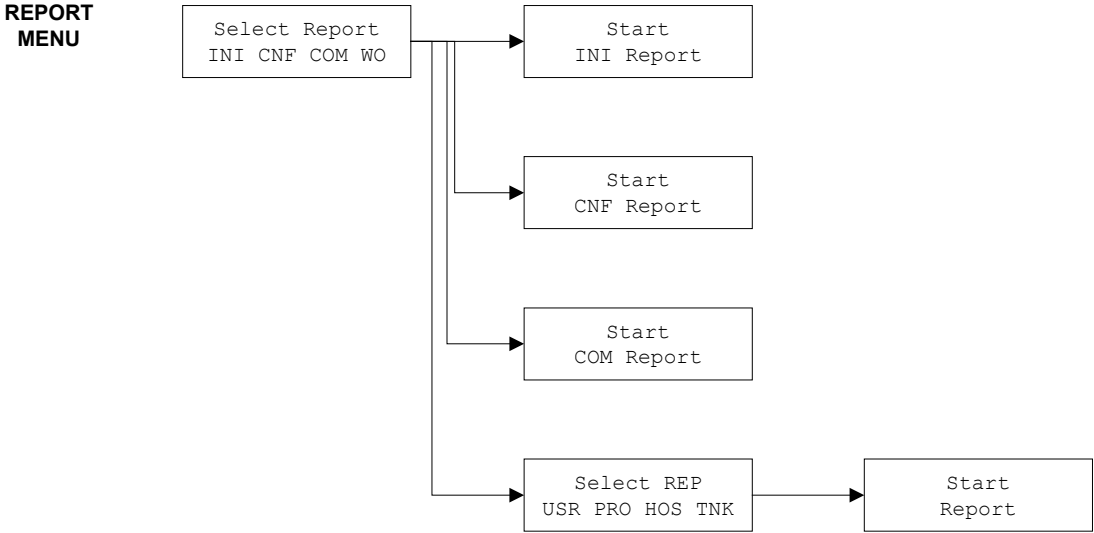 REPORT
MENU
Select Report
INI CNF COM WO
Start
INI Report
Start
CNF Report
Start
COM Report
Select REP
USR PRO HOS TNK
Start
Report